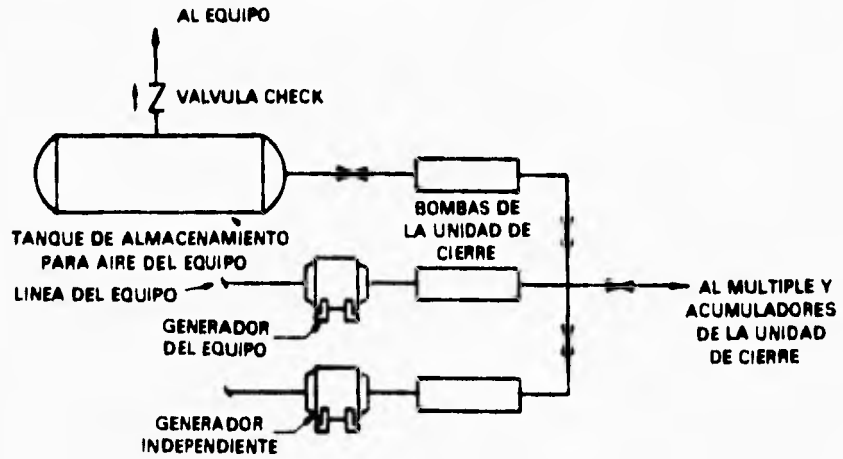 AL EQUIPO
VALVULA CHECK
TANQUE DE ALMACENAMIENTO
PARA AIRE DEL EQUIPO
BOMBAS DE
LA UNIDAD DE
CIERRE
LINEA DEL EQUIPO
GENERADOR
DEL EQUIPO
AL MULTIPLE Y
ACUMULADORES
DE LA UNIDAD
DE CIERRE
GENERADOR
INDEPENDIENTE